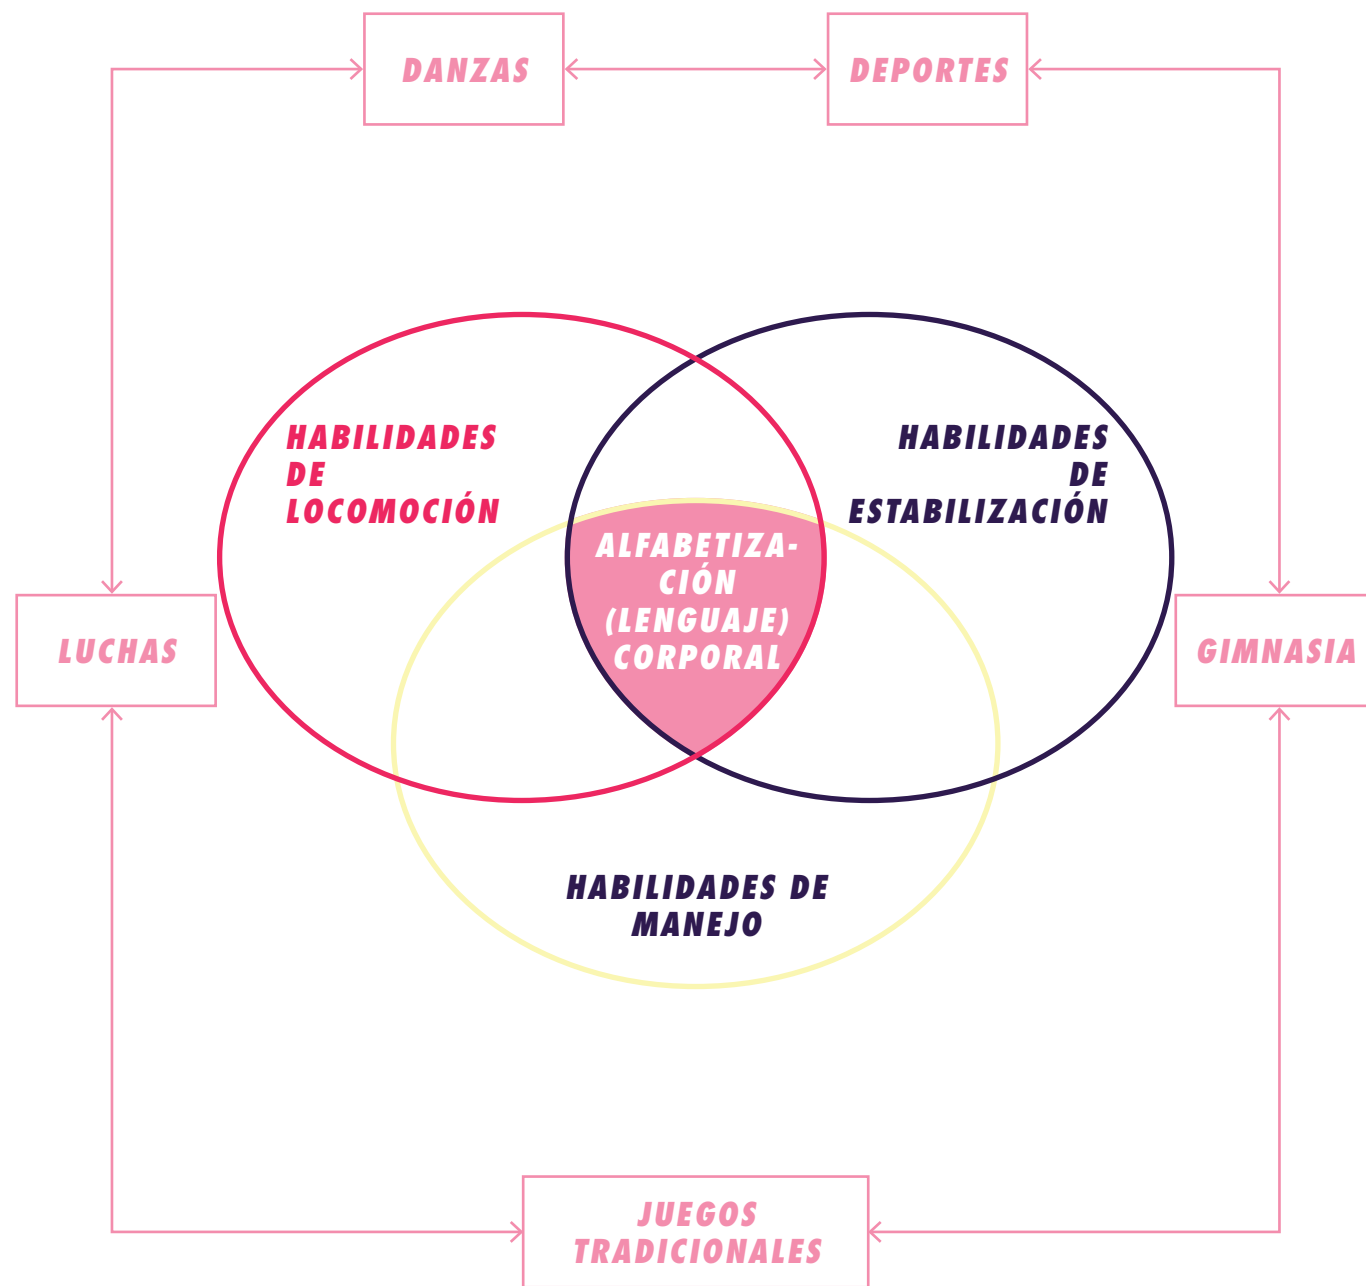 DANZAS
DEPORTES
HABILIDADES
DE
LOCOMOCIÓN
HABILIDADES
DE
ESTABILIZACIÓN
ALFABETIZA-
CIÓN
(LENGUAJE)
CORPORAL
LUCHAS
GIMNASIA
HABILIDADES DE
MANEJO
JUEGOS
TRADICIONALES